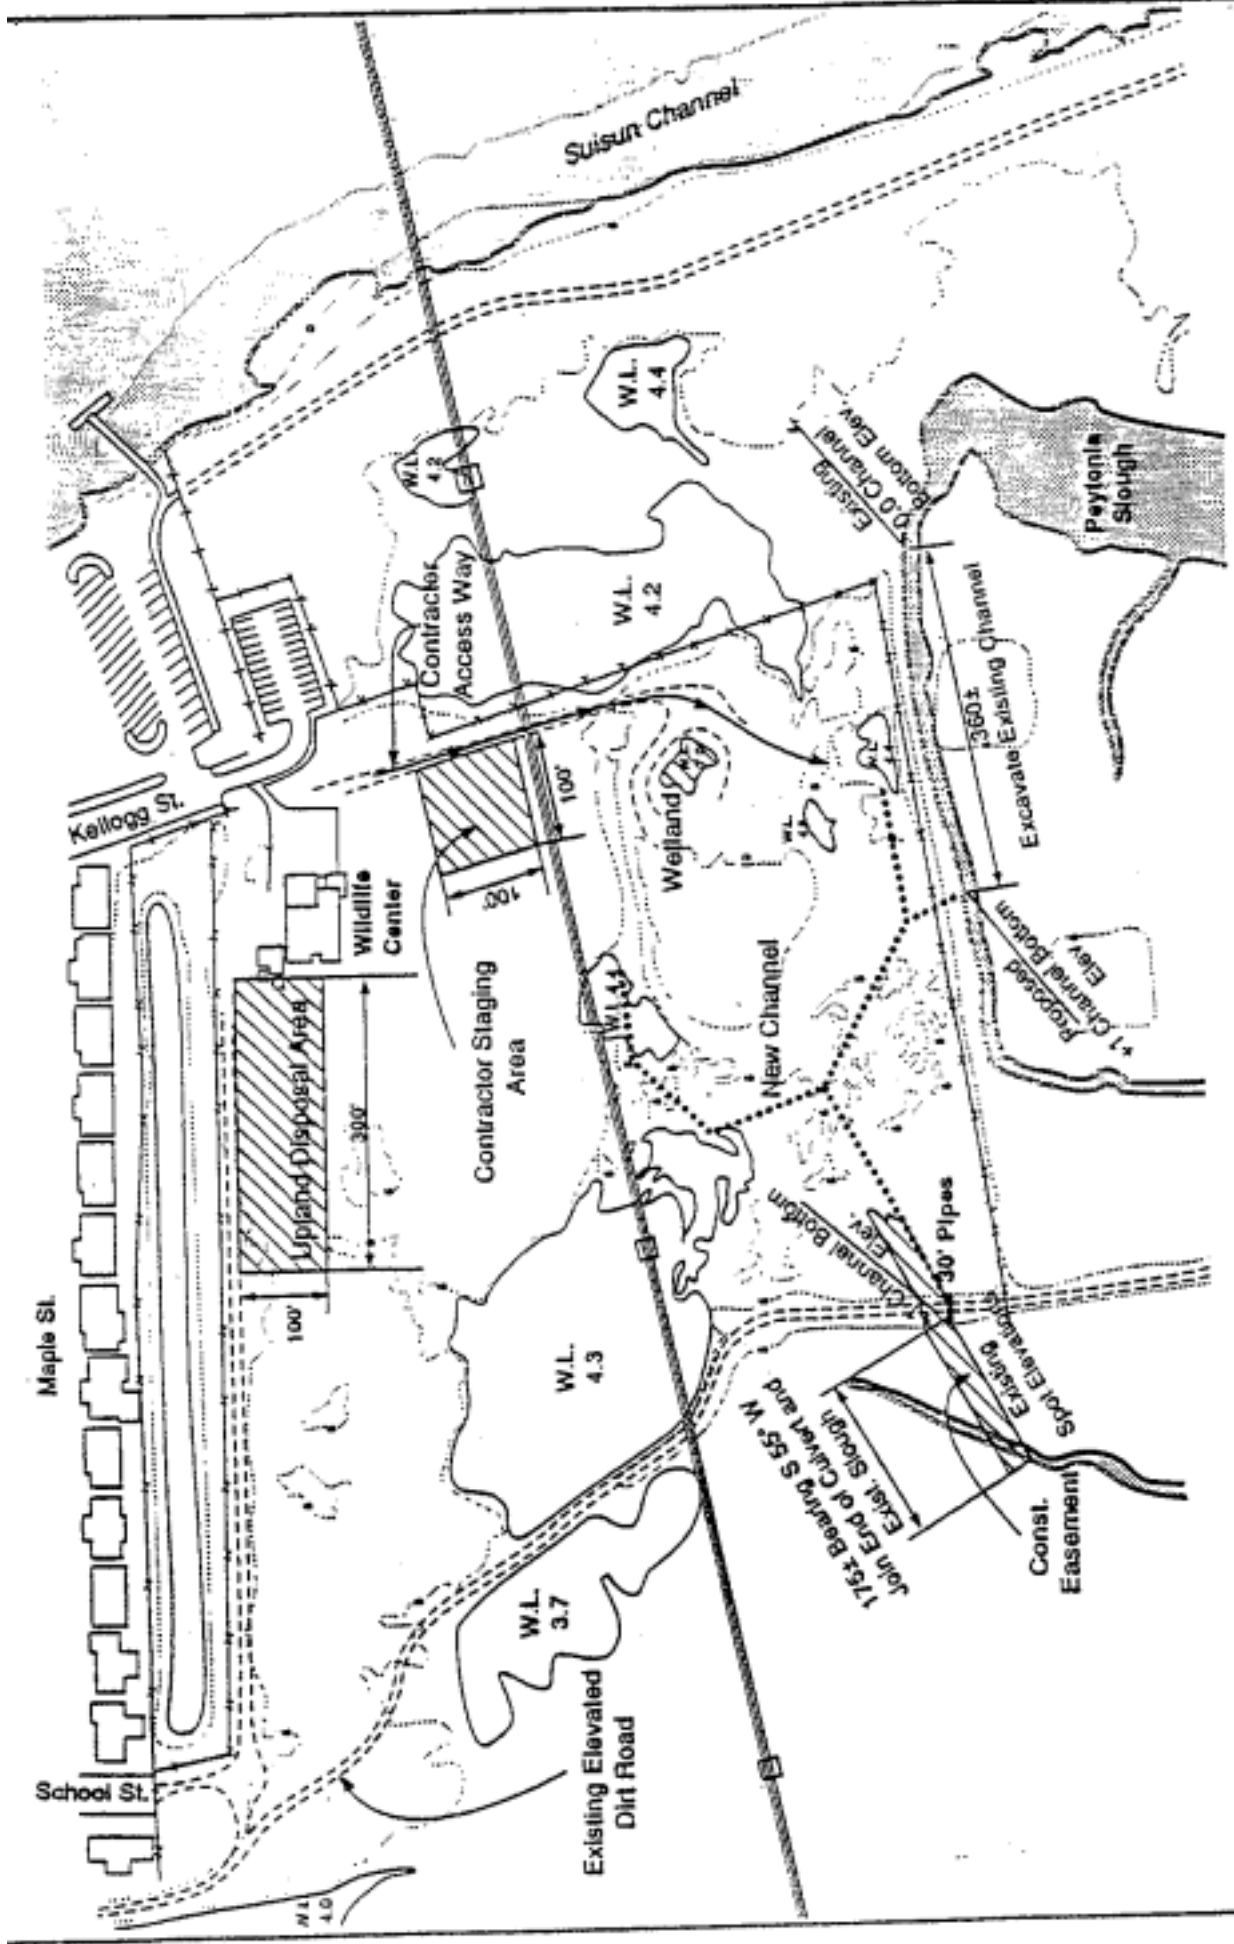 Maple St.
School St.
Kellogg St.
Suisun Channel
Upland Disposal Area
300'
100'
Wildlife
Center
Contractor Staging
Area
100'
100'
Contractor
Access Way
W.L.
4.2
W.L.
4.4
W.L.
4.2
W.L.
4.3
W.L.
3.7
W.L.
4.0
W.L.
4.4
Wetland
New Channel
Existing Elevated
Dirt Road
Existing
0.0 Channel
Bottom Elev.
Peytonia
Slough
360±
Excavate Existing Channel
Proposed
Channel Bottom
Elev
Channel Bottom
Elev.
30' Pipes
Existing
Spot Elevations
175± Bearing S 55° W
Join End of Culvert and
Exist. Slough
Const.
Easement